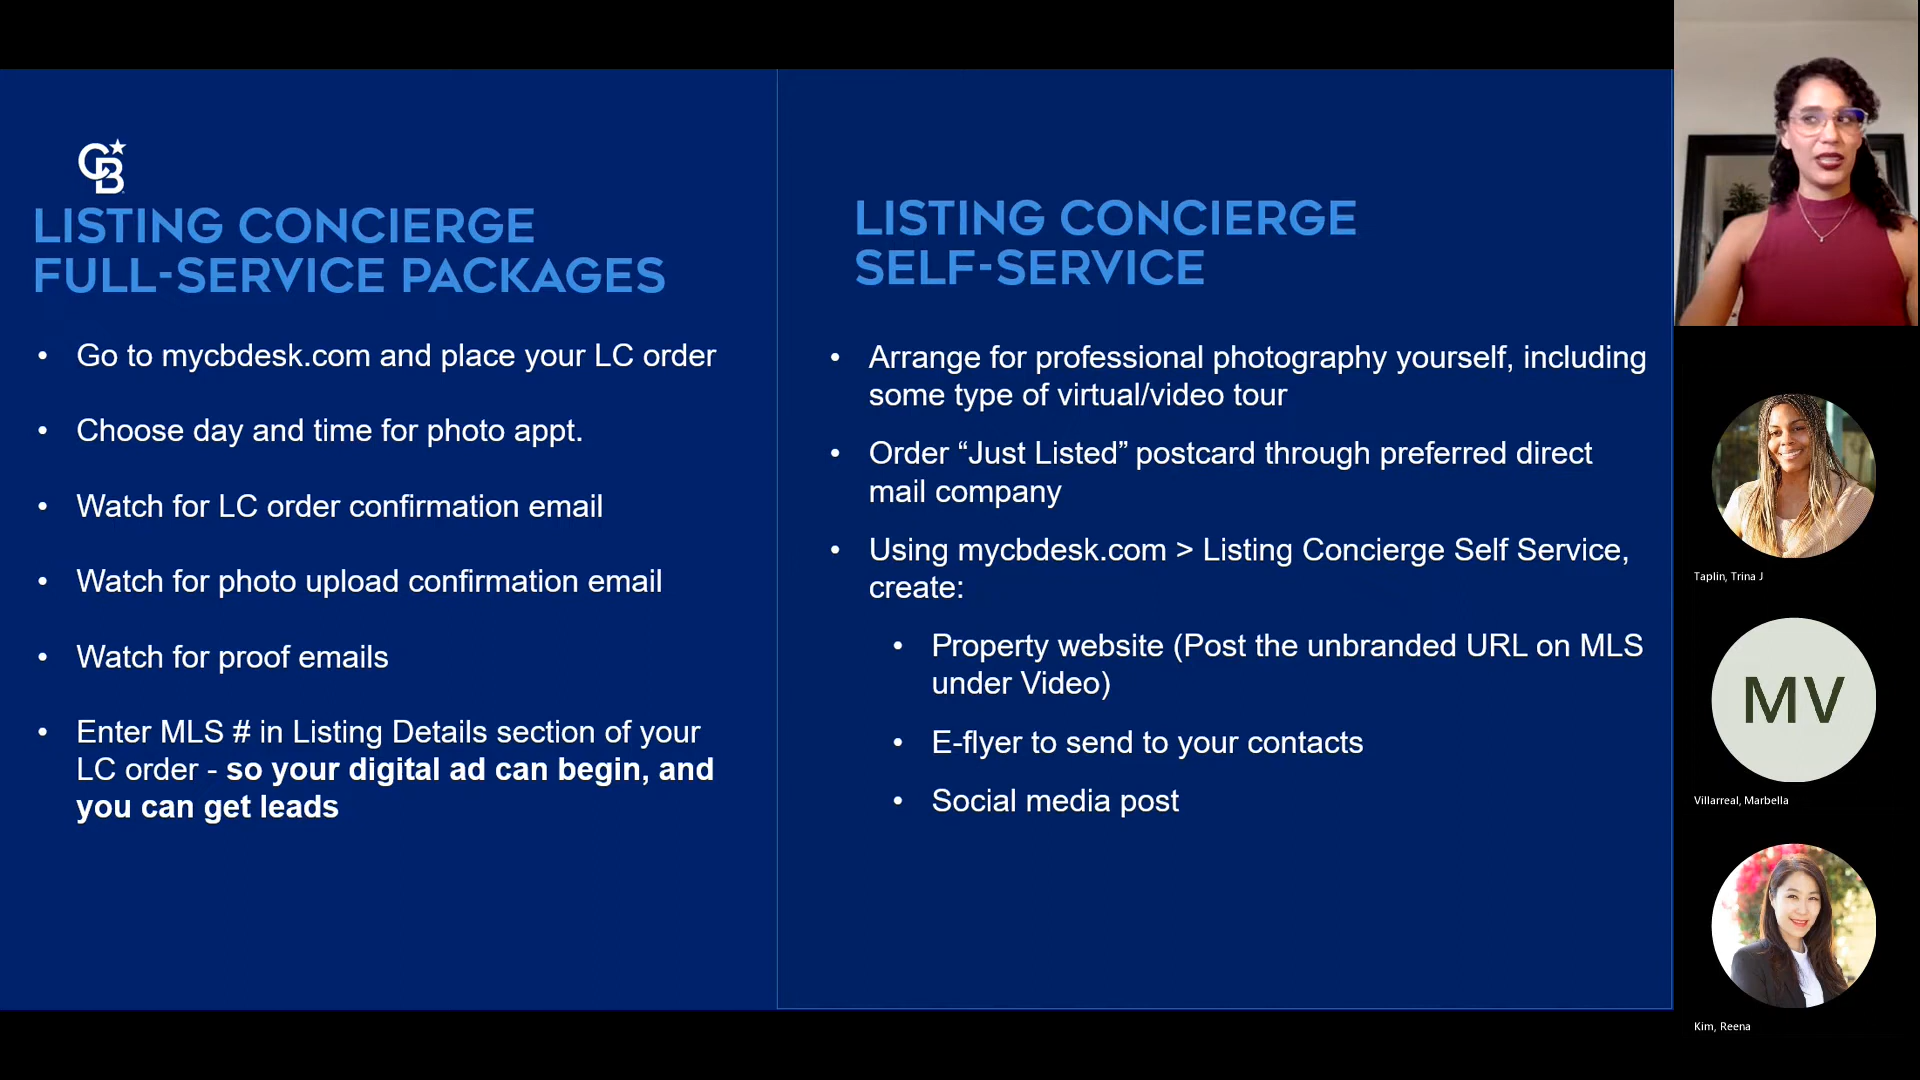 CB
LISTING CONCIERGE
FULL-SERVICE PACKAGES
• Go to mycbdesk.com and place your LC order
• Choose day and time for photo appt.
• Watch for LC order confirmation email
• Watch for photo upload confirmation email
• Watch for proof emails
• Enter MLS # in Listing Details section of your
LC order - so your digital ad can begin, and
you can get leads
LISTING CONCIERGE
SELF-SERVICE
• Arrange for professional photography yourself, including
some type of virtual/video tour
• Order “Just Listed” postcard through preferred direct
mail company
• Using mycbdesk.com > Listing Concierge Self Service,
create:
• Property website (Post the unbranded URL on MLS
under Video)
• E-flyer to send to your contacts
• Social media post
Taplin, Trina J
MV
Villarreal, Marbella
Kim, Reena